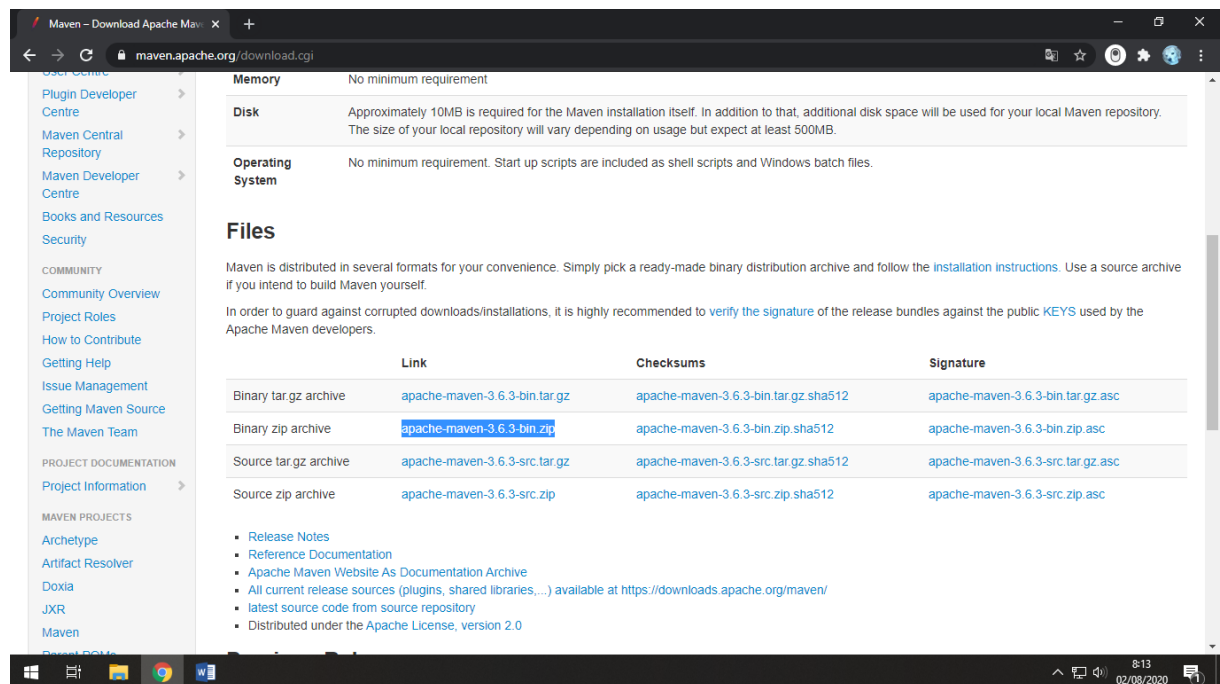 Maven – Download Apache Mav
maven.apache.org/download.cgi
User Centre
Plugin Developer
Centre
Maven Central
Repository
Maven Developer
Centre
Books and Resources
Security
COMMUNITY
Community Overview
Project Roles
How to Contribute
Getting Help
Issue Management
Getting Maven Source
The Maven Team
PROJECT DOCUMENTATION
Project Information
MAVEN PROJECTS
Archetype
Artifact Resolver
Doxia
JXR
Maven
Parent POMs
Memory No minimum requirement
Disk Approximately 10MB is required for the Maven installation itself. In addition to that, additional disk space will be used for your local Maven repository.
The size of your local repository will vary depending on usage but expect at least 500MB.
Operating No minimum requirement. Start up scripts are included as shell scripts and Windows batch files.
System
Files
Maven is distributed in several formats for your convenience. Simply pick a ready-made binary distribution archive and follow the installation instructions. Use a source archive
if you intend to build Maven yourself.
In order to guard against corrupted downloads/installations, it is highly recommended to verify the signature of the release bundles against the public KEYS used by the
Apache Maven developers.
Link Checksums Signature
Binary tar.gz archive apache-maven-3.6.3-bin.tar.gz apache-maven-3.6.3-bin.tar.gz.sha512 apache-maven-3.6.3-bin.tar.gz.asc
Binary zip archive apache-maven-3.6.3-bin.zip apache-maven-3.6.3-bin.zip.sha512 apache-maven-3.6.3-bin.zip.asc
Source tar.gz archive apache-maven-3.6.3-src.tar.gz apache-maven-3.6.3-src.tar.gz.sha512 apache-maven-3.6.3-src.tar.gz.asc
Source zip archive apache-maven-3.6.3-src.zip apache-maven-3.6.3-src.zip.sha512 apache-maven-3.6.3-src.zip.asc
Release Notes
Reference Documentation
Apache Maven Website As Documentation Archive
All current release sources (plugins, shared libraries,...) available at https://downloads.apache.org/maven/
latest source code from source repository
Distributed under the Apache License, version 2.0
8:13
02/08/2020